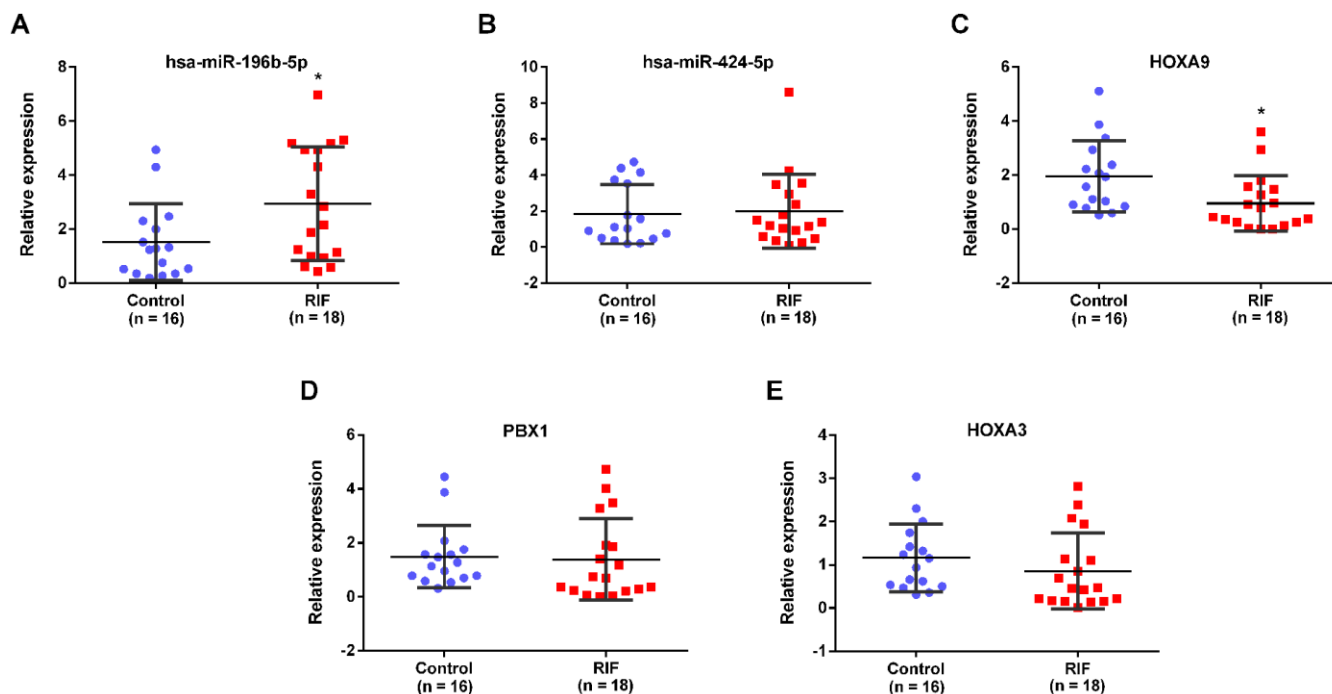 A
hsa-miR-196b-5p
*
Relative expression
8
6
4
2
0
Control
(n = 16)
RIF
(n = 18)
B
hsa-miR-424-5p
Relative expression
10
8
6
4
2
0
-2
Control
(n = 16)
RIF
(n = 18)
C
HOXA9
*
Relative expression
6
4
2
0
-2
Control
(n = 16)
RIF
(n = 18)
D
PBX1
Relative expression
6
4
2
0
-2
Control
(n = 16)
RIF
(n = 18)
E
HOXA3
Relative expression
4
3
2
1
0
-1
Control
(n = 16)
RIF
(n = 18)